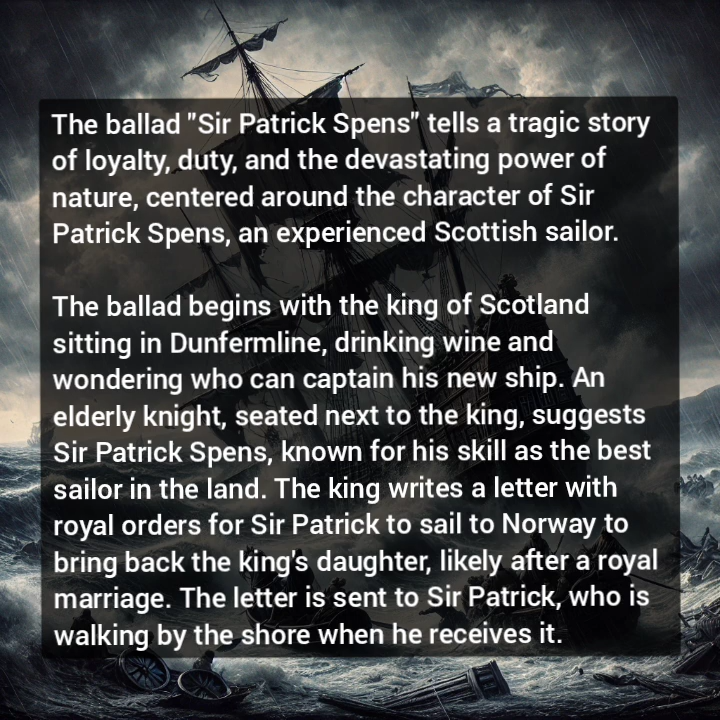 The ballad "Sir Patrick Spens" tells a tragic story
of loyalty, duty, and the devastating power of
nature, centered around the character of Sir
Patrick Spens, an experienced Scottish sailor.
The ballad begins with the king of Scotland
sitting in Dunfermline, drinking wine and
wondering who can captain his new ship. An
elderly knight, seated next to the king, suggests
Sir Patrick Spens, known for his skill as the best
sailor in the land. The king writes a letter with
royal orders for Sir Patrick to sail to Norway to
bring back the king's daughter, likely after a royal
marriage. The letter is sent to Sir Patrick, who is
walking by the shore when he receives it.